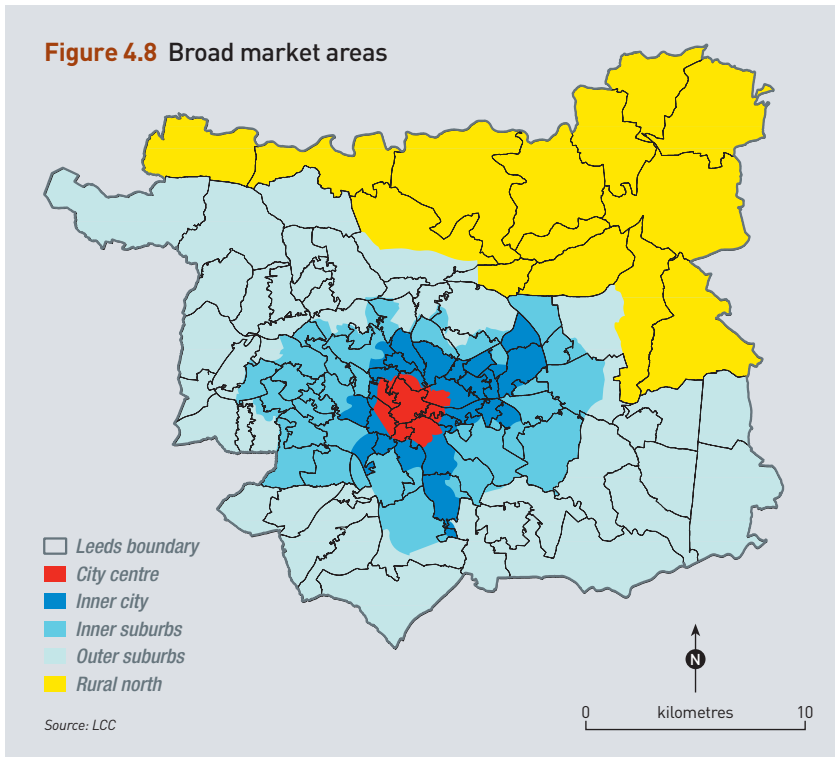 Figure 4.8 Broad market areas
Leeds boundary
City centre
Inner city
Inner suburbs
Outer suburbs
Rural north
Source: LCC
N
0 kilometres 10